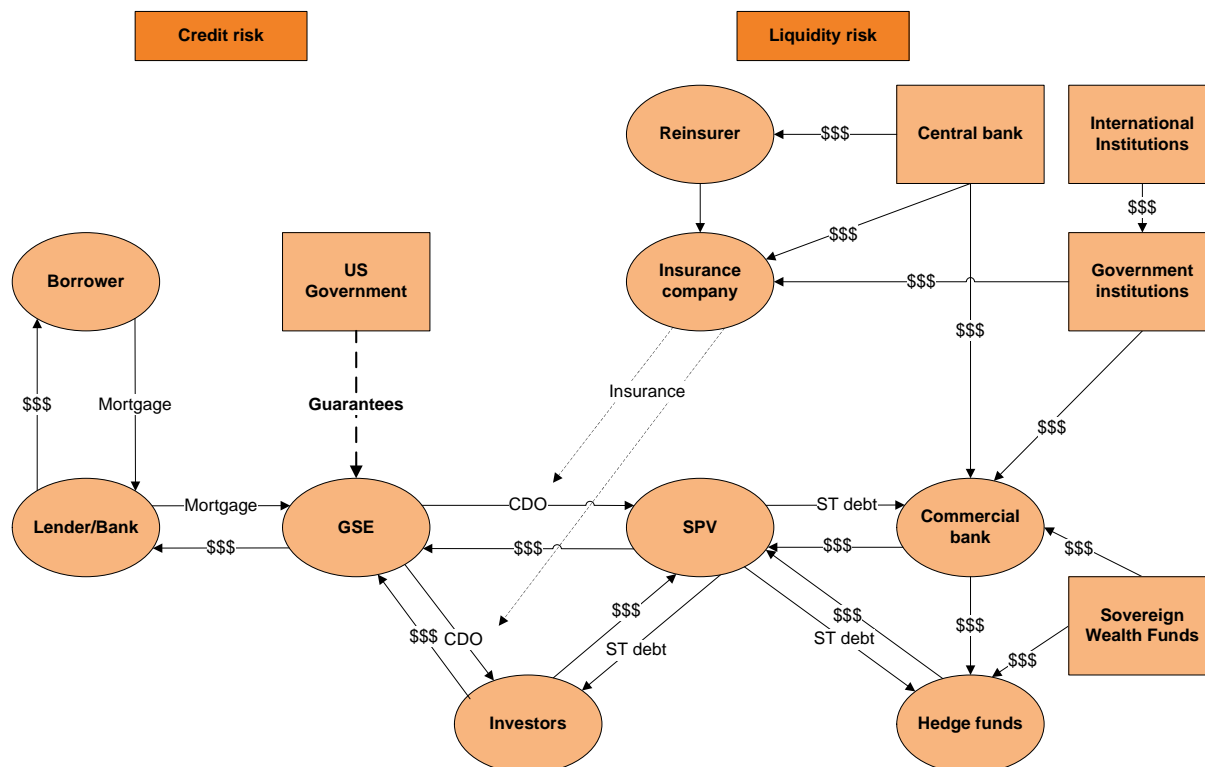 Credit risk
Liquidity risk
Reinsurer
$$$
Central bank
International
Institutions
$$$
$$$
Borrower
US
Government
Insurance
company
$$$
Government
institutions
$$$
$$$
Mortgage
Guarantees
Insurance
$$$
Lender/Bank
Mortgage
$$$
GSE
CDO
$$$
SPV
ST debt
$$$
Commercial
bank
$$$
$$$
CDO
$$$
ST debt
$$$
ST debt
$$$
$$$
Sovereign
Wealth Funds
Investors
Hedge funds